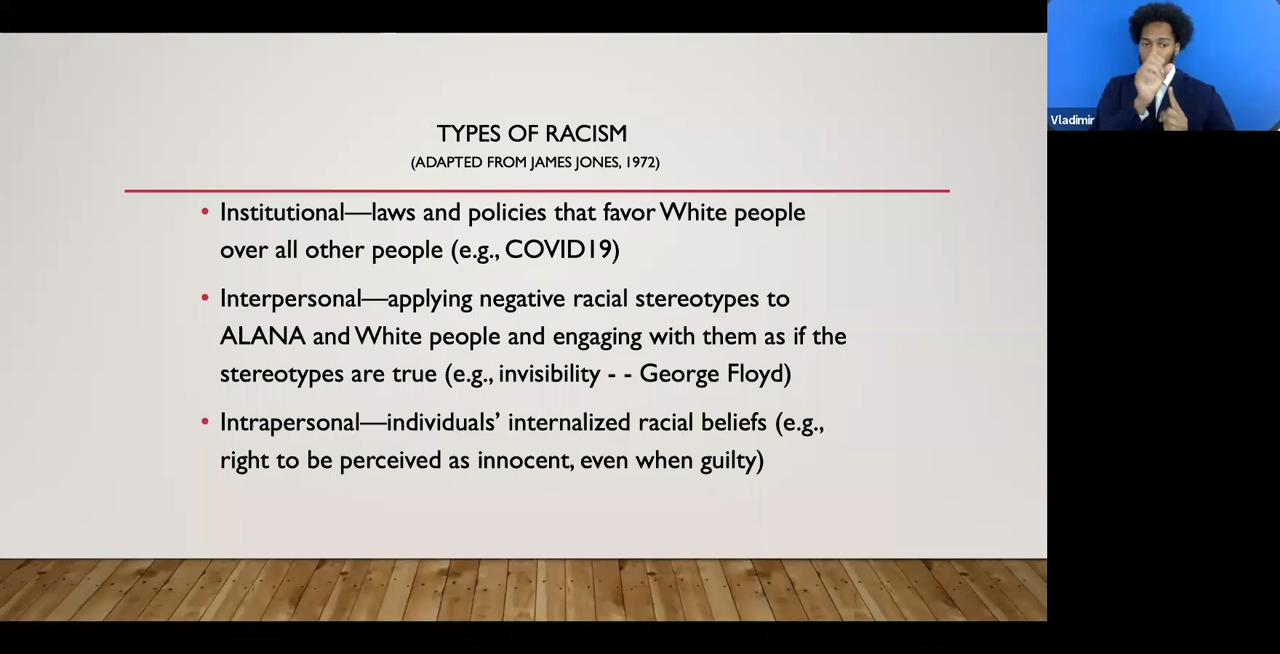 TYPES OF RACISM
(ADAPTED FROM JAMES JONES, 1972)
• Institutional—laws and policies that favor White people
over all other people (e.g., COVID19)
• Interpersonal—applying negative racial stereotypes to
ALANA and White people and engaging with them as if the
stereotypes are true (e.g., invisibility - - George Floyd)
• Intrapersonal—individuals’ internalized racial beliefs (e.g.,
right to be perceived as innocent, even when guilty)
Vladimir